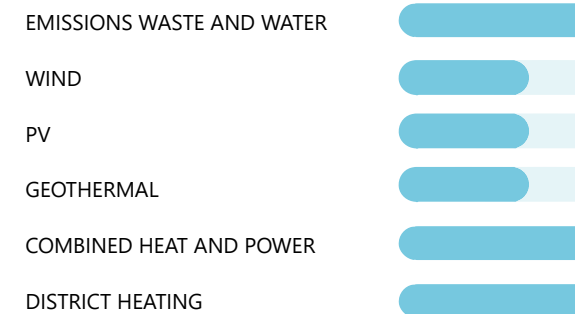 EMISSIONS WASTE AND WATER
WIND
PV
GEOTHERMAL
COMBINED HEAT AND POWER
DISTRICT HEATING